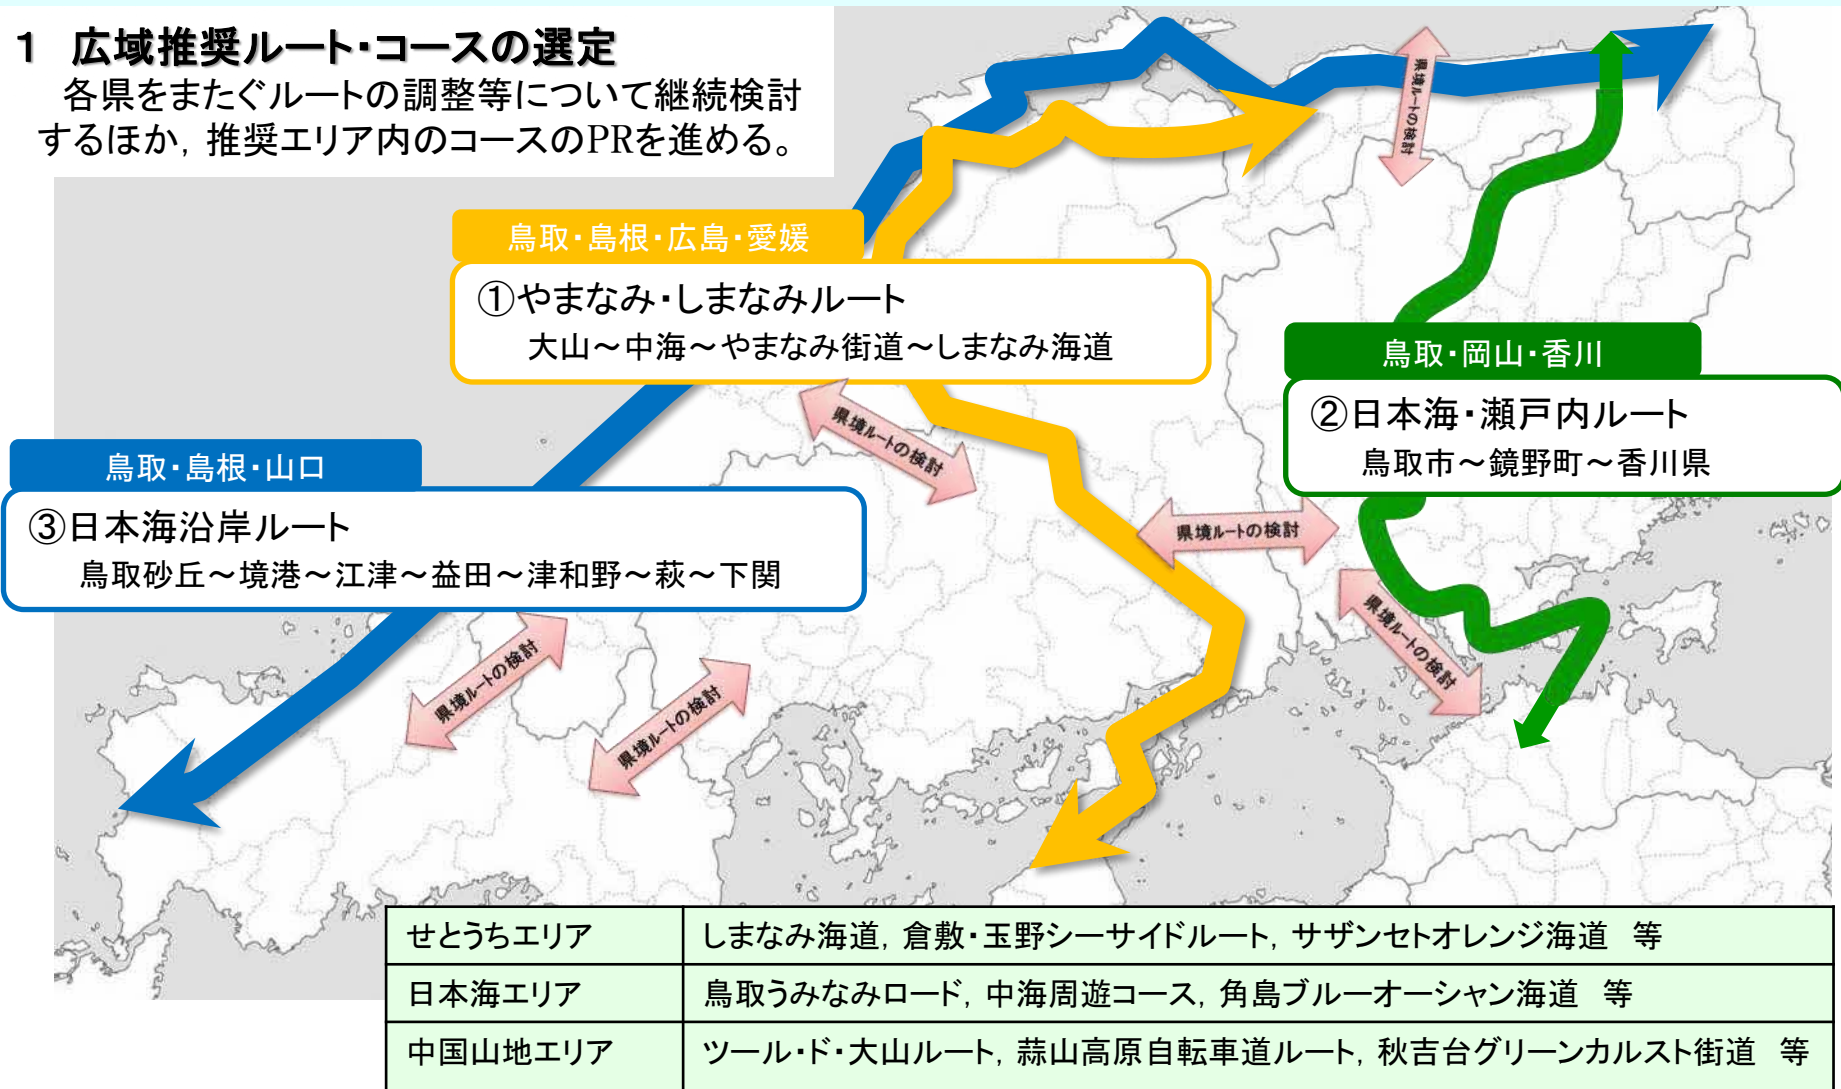 1 広域推奨ルート・コースの選定
各県をまたぐルートの調整等について継続検討
するほか, 推奨エリア内のコースのPRを進める。
県境ルートの検討
鳥取・島根・広島・愛媛
①やまなみ・しまなみルート
大山～中海～やまなみ街道～しまなみ海道
鳥取・岡山・香川
②日本海・瀬戸内ルート
鳥取市～鏡野町～香川県
県境ルートの検討
鳥取・島根・山口
③日本海沿岸ルート
鳥取砂丘～境港～江津～益田～津和野～萩～下関
県境ルートの検討
県境ルートの検討
県境ルートの検討
県境ルートの検討
せとうちエリア しまなみ海道, 倉敷・玉野シーサイドルート, サザンセトオレンジ海道 等
日本海エリア 鳥取うみなみロード, 中海周遊コース, 角島ブルーオーシャン海道 等
中国山地エリア ツール・ド・大山ルート, 蒜山高原自転車道ルート, 秋吉台グリーンカルスト街道 等